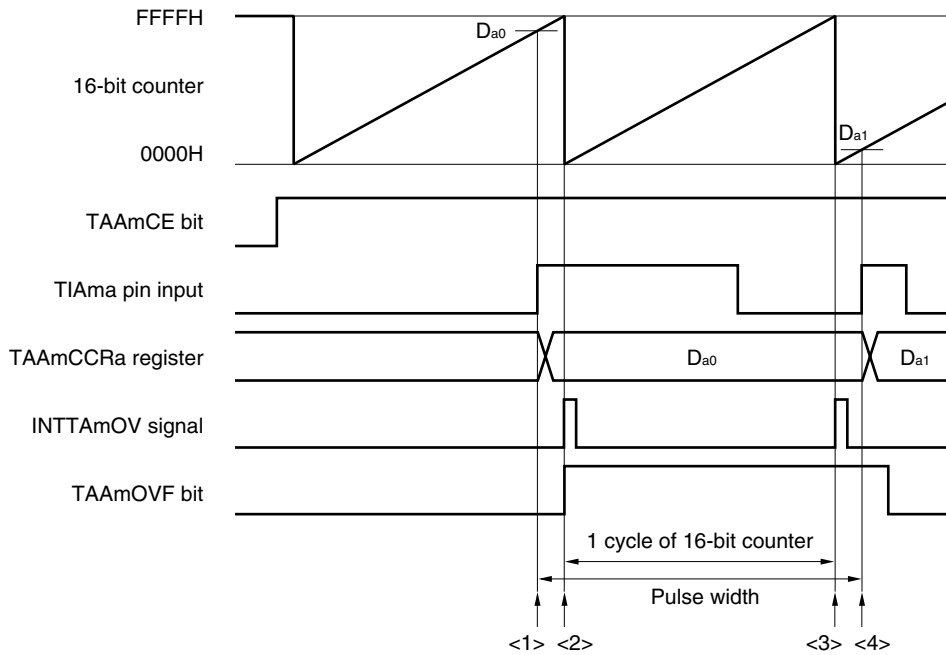 FFFFH
Da0
16-bit counter
0000H
Da1
TAAmCE bit
TIAma pin input
TAAmCCRa register
Da0
Da1
INTTAmOV signal
TAAmOVF bit
1 cycle of 16-bit counter
Pulse width
<1> <2> <3> <4>